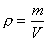 ρ = m/V